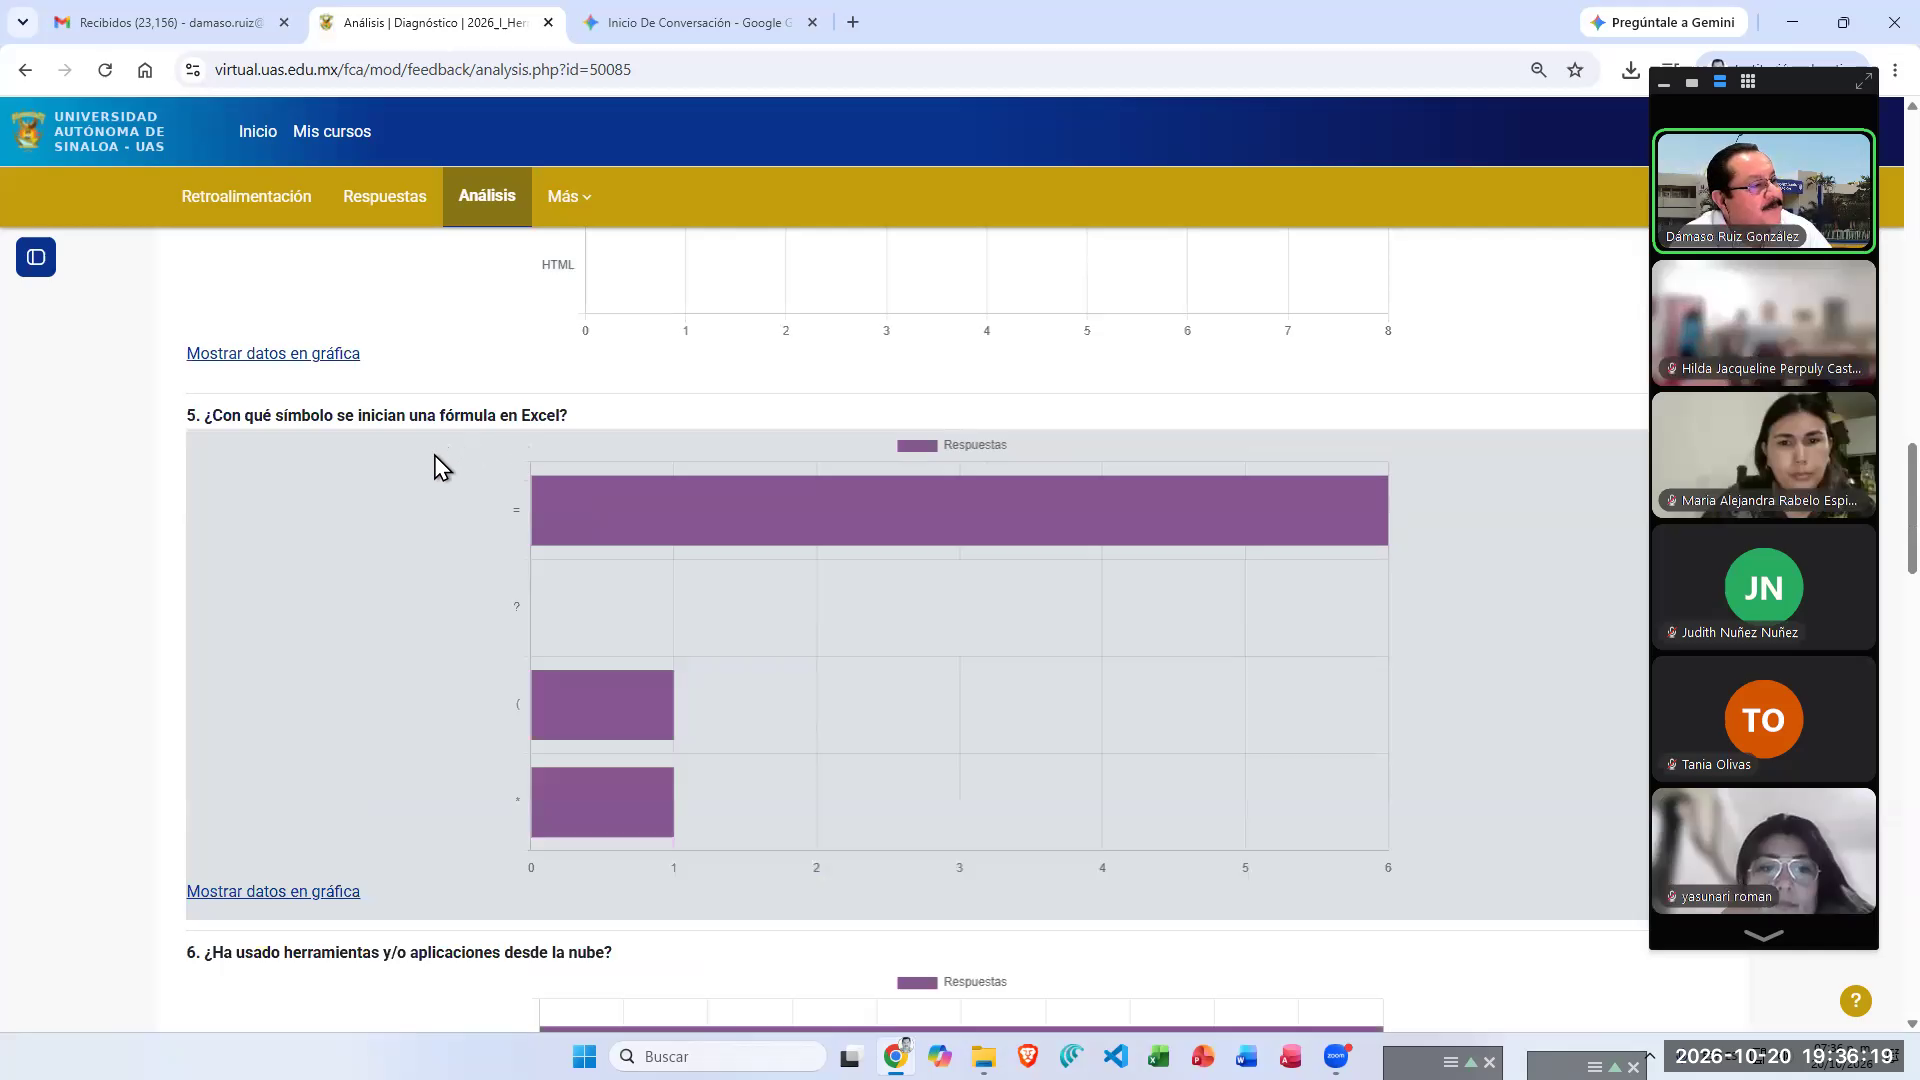 Recibidos (23,156) - damaso.ruiz@
Análisis | Diagnóstico | 2026_I_Her
Inicio De Conversación - Google G
Pregúntale a Gemini
virtual.uas.edu.mx/fca/mod/feedback/analysis.php?id=50085
UNIVERSIDAD
AUTÓNOMA DE
SINALOA - UAS
Inicio
Mis cursos
Retroalimentación
Respuestas
Análisis
Más
HTML
0 1 2 3 4 5 6 7 8
Mostrar datos en gráfica
5. ¿Con qué símbolo se inician una fórmula en Excel?
Respuestas
=
?
(
*
0 1 2 3 4 5 6
Mostrar datos en gráfica
6. ¿Ha usado herramientas y/o aplicaciones desde la nube?
Respuestas
Dámaso Ruiz González
Hilda Jacqueline Perpuly Cast...
Maria Alejandra Rabelo Espi...
JN
Judith Nuñez Nuñez
TO
Tania Olivas
yasunari roman
?
Buscar
zoom
2026-10-20 19:36:19